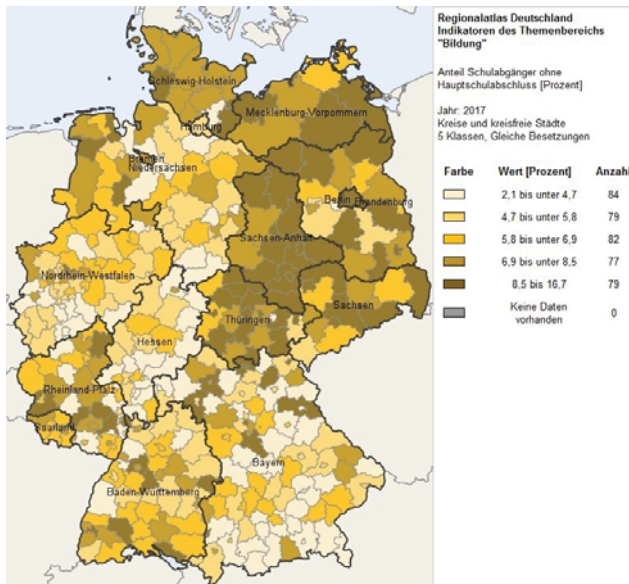 Regionalatlas Deutschland
Indikatoren des Themenbereichs
"Bildung"
Anteil Schulabgänger ohne
Hauptschulabschluss [Prozent]
Jahr: 2017
Kreise und kreisfreie Städte
5 Klassen, Gleiche Besetzungen
Farbe Wert [Prozent] Anzahl
2,1 bis unter 4,7 84
4,7 bis unter 5,8 79
5,8 bis unter 6,9 82
6,9 bis unter 8,5 77
8,5 bis 16,7 79
Keine Daten
vorhanden 0
Schleswig-Holstein
Mecklenburg-Vorpommern
Hamburg
Bremen
Niedersachsen
Berlin
Brandenburg
Sachsen-Anhalt
Nordrhein-Westfalen
Sachsen
Thüringen
Hessen
Rheinland-Pfalz
Saarland
Bayern
Baden-Württemberg